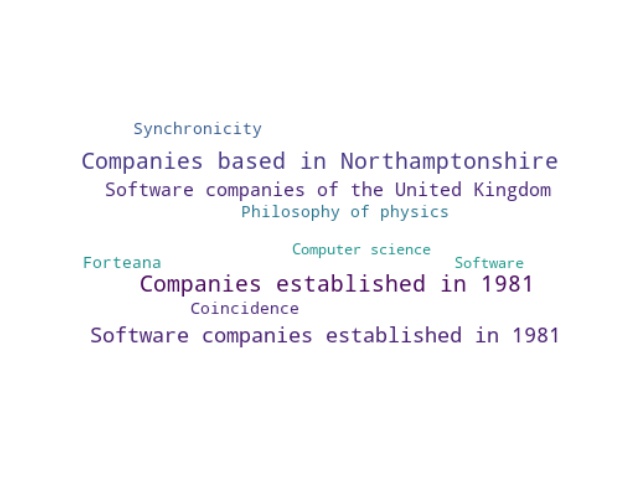 Synchronicity
Companies based in Northamptonshire
Software companies of the United Kingdom
Philosophy of physics
Computer science
Forteana
Software
Companies established in 1981
Coincidence
Software companies established in 1981